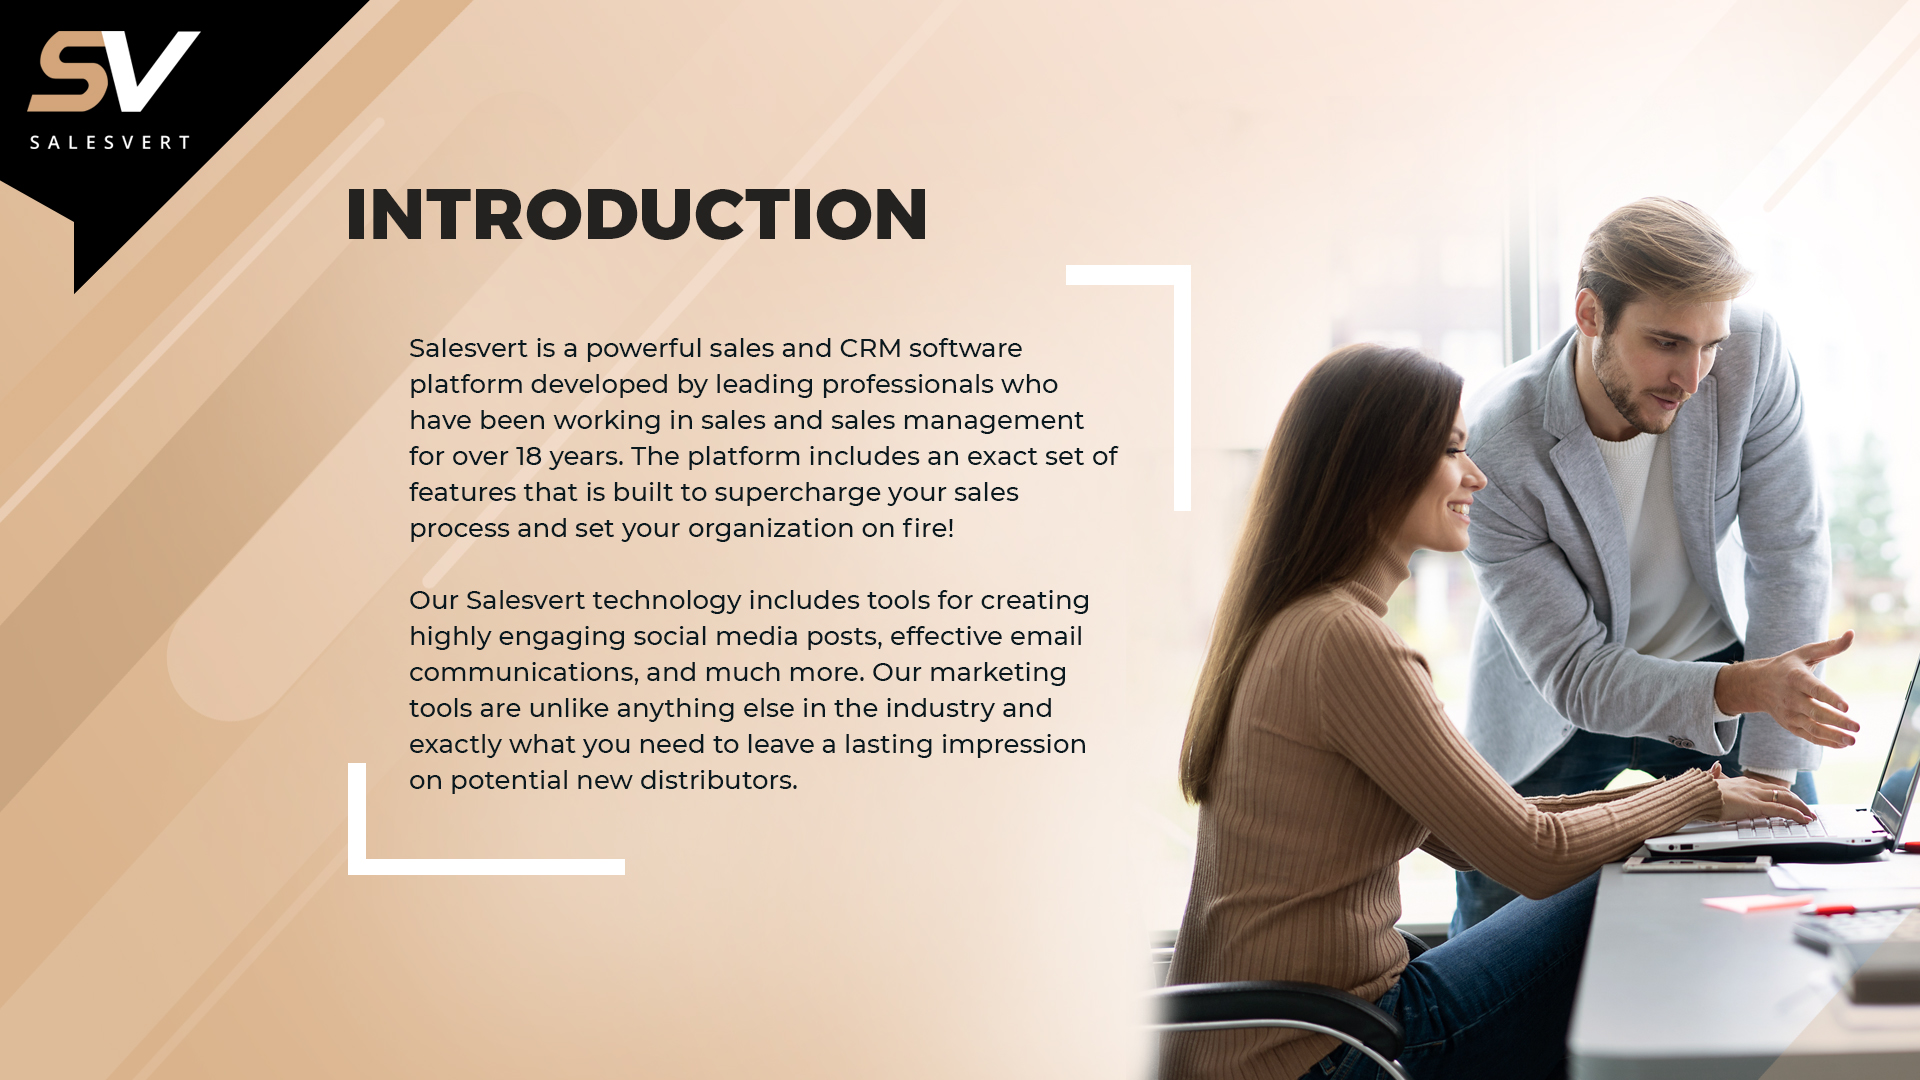 SV
SALESVERT
INTRODUCTION
Salesvert is a powerful sales and CRM software
platform developed by leading professionals who
have been working in sales and sales management
for over 18 years. The platform includes an exact set of
features that is built to supercharge your sales
process and set your organization on fire!
Our Salesvert technology includes tools for creating
highly engaging social media posts, effective email
communications, and much more. Our marketing
tools are unlike anything else in the industry and
exactly what you need to leave a lasting impression
on potential new distributors.